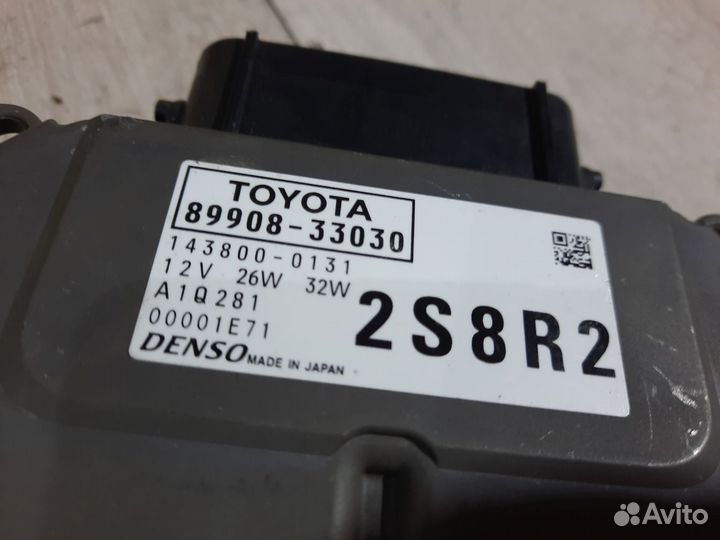 TOYOTA
89908-33030
143800-0131
12V 26W 32W
A1Q281
00001E71
2S8R2
DENSO MADE IN JAPAN
Avito